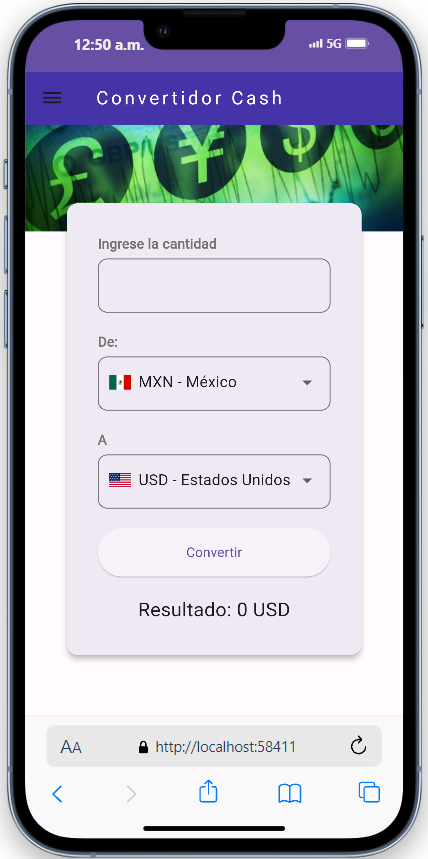 12:50 a.m.
5G
Convertidor Cash
£ ¥ $
Ingrese la cantidad
De:
MXN - México
A
USD - Estados Unidos
Convertir
Resultado: 0 USD
AA
http://localhost:58411